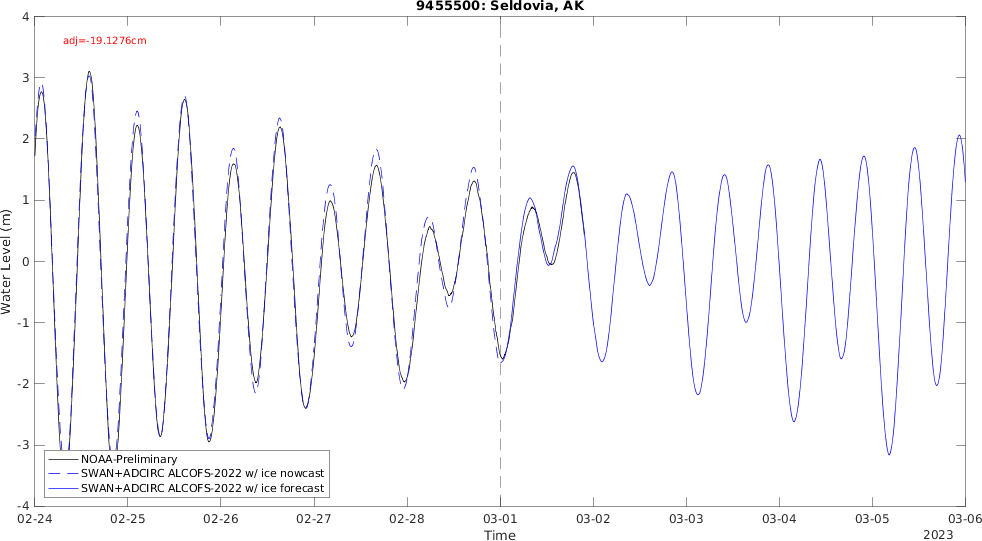 9455500: Seldovia, AK
adj=-19.1276cm
4
3
2
1
0
-1
-2
-3
-4
Water Level (m)
NOAA-Preliminary
SWAN+ADCIRC ALCOFS-2022 w/ ice nowcast
SWAN+ADCIRC ALCOFS-2022 w/ ice forecast
02-24 02-25 02-26 02-27 02-28 03-01 03-02 03-03 03-04 03-05 03-06
Time
2023